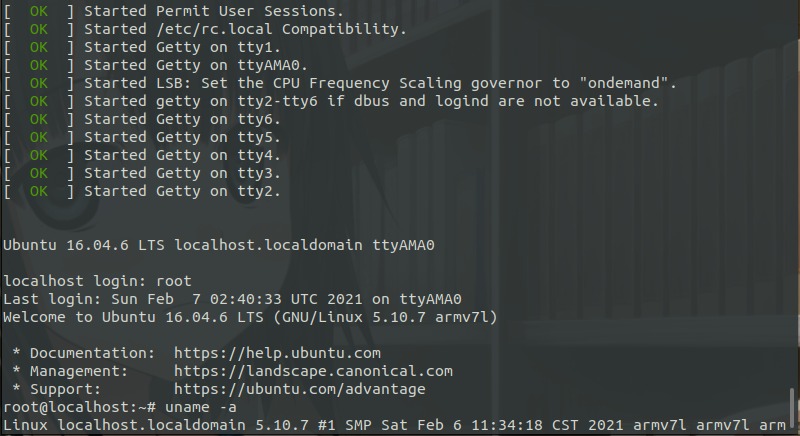 [  OK  ] Started Permit User Sessions.
[  OK  ] Started /etc/rc.local Compatibility.
[  OK  ] Started Getty on tty1.
[  OK  ] Started Getty on ttyAMA0.
[  OK  ] Started LSB: Set the CPU Frequency Scaling governor to "ondemand".
[  OK  ] Started getty on tty2-tty6 if dbus and logind are not available.
[  OK  ] Started Getty on tty6.
[  OK  ] Started Getty on tty5.
[  OK  ] Started Getty on tty4.
[  OK  ] Started Getty on tty3.
[  OK  ] Started Getty on tty2.
Ubuntu 16.04.6 LTS localhost.localdomain ttyAMA0
localhost login: root
Last login: Sun Feb  7 02:40:33 UTC 2021 on ttyAMA0
Welcome to Ubuntu 16.04.6 LTS (GNU/Linux 5.10.7 armv7l)
 * Documentation:  https://help.ubuntu.com
 * Management:     https://landscape.canonical.com
 * Support:        https://ubuntu.com/advantage
root@localhost:~# uname -a
Linux localhost.localdomain 5.10.7 #1 SMP Sat Feb 6 11:34:18 CST 2021 armv7l armv7l arm